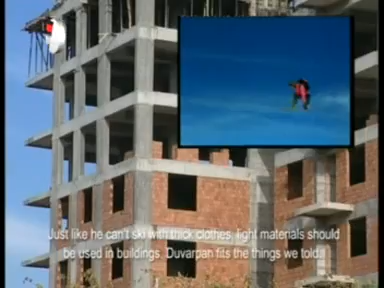 Just like he can't ski with thick clothes, light materials should
be used in buildings. Duvarpan fits the things we told.